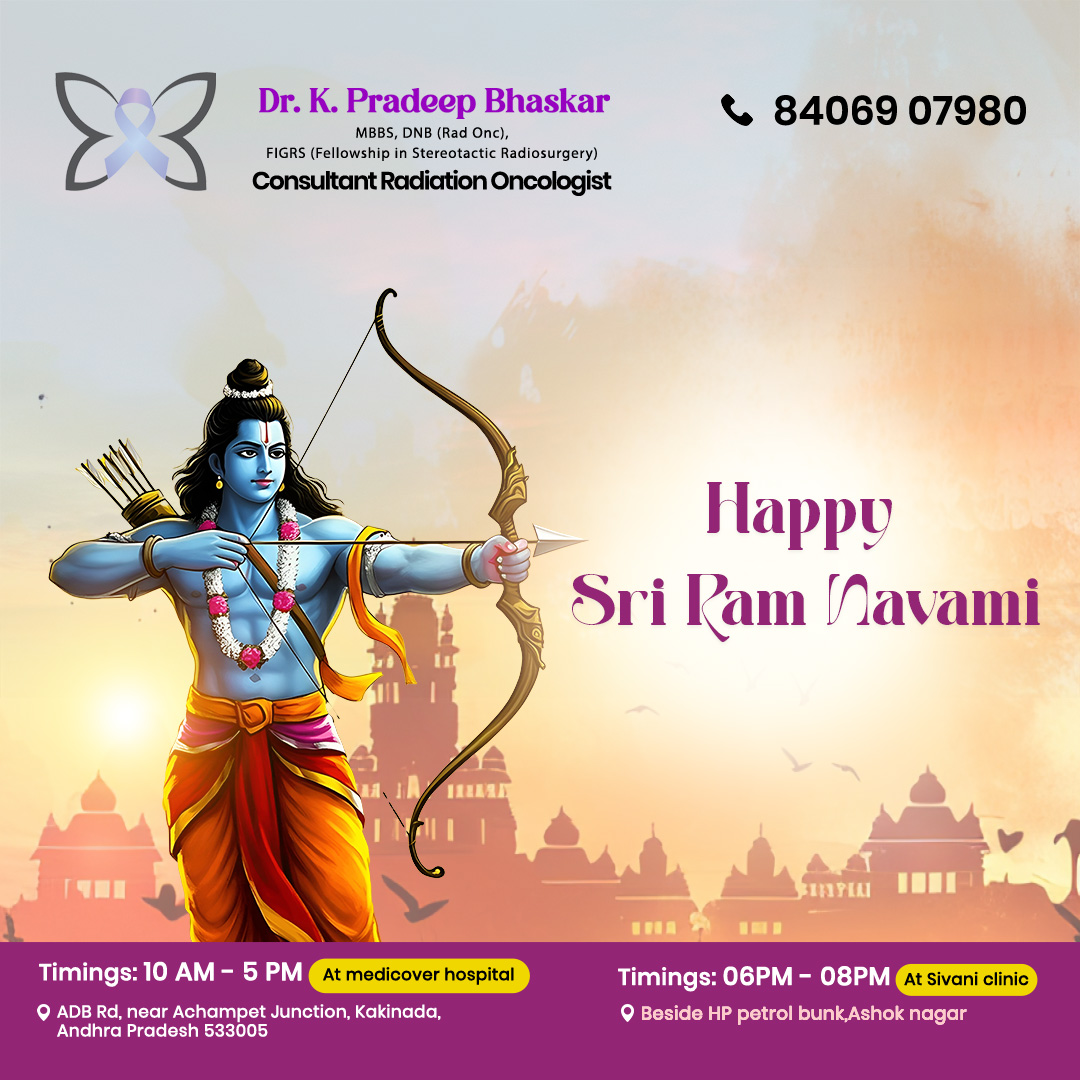 Dr. K. Pradeep Bhaskar
MBBS, DNB (Rad Onc),
FIGRS (Fellowship in Stereotactic Radiosurgery)
Consultant Radiation Oncologist
84069 07980
Happy
Sri Ram Navami
Timings: 10 AM - 5 PM At medicover hospital
ADB Rd, near Achampet Junction, Kakinada,
Andhra Pradesh 533005
Timings: 06PM - 08PM At Sivani clinic
Beside HP petrol bunk,Ashok nagar